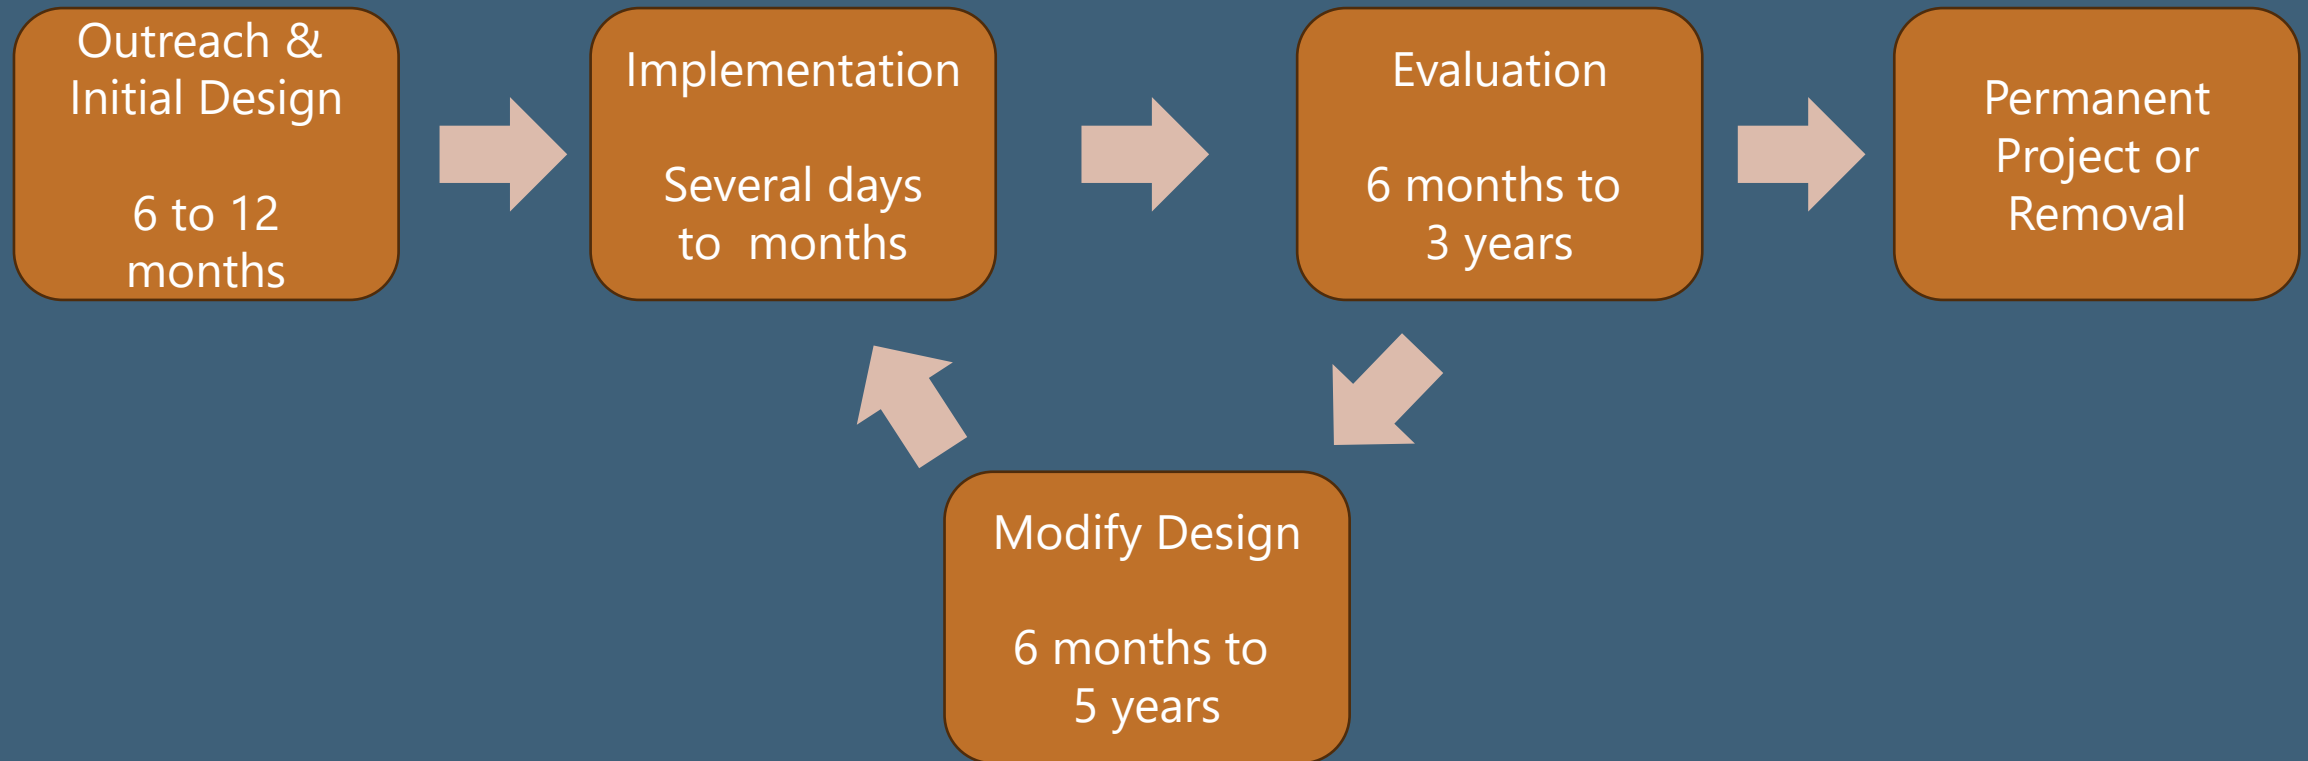 Outreach &
Initial Design
6 to 12
months
Implementation
Several days
to  months
Evaluation
6 months to
3 years
Permanent
Project or
Removal
Modify Design
6 months to
5 years